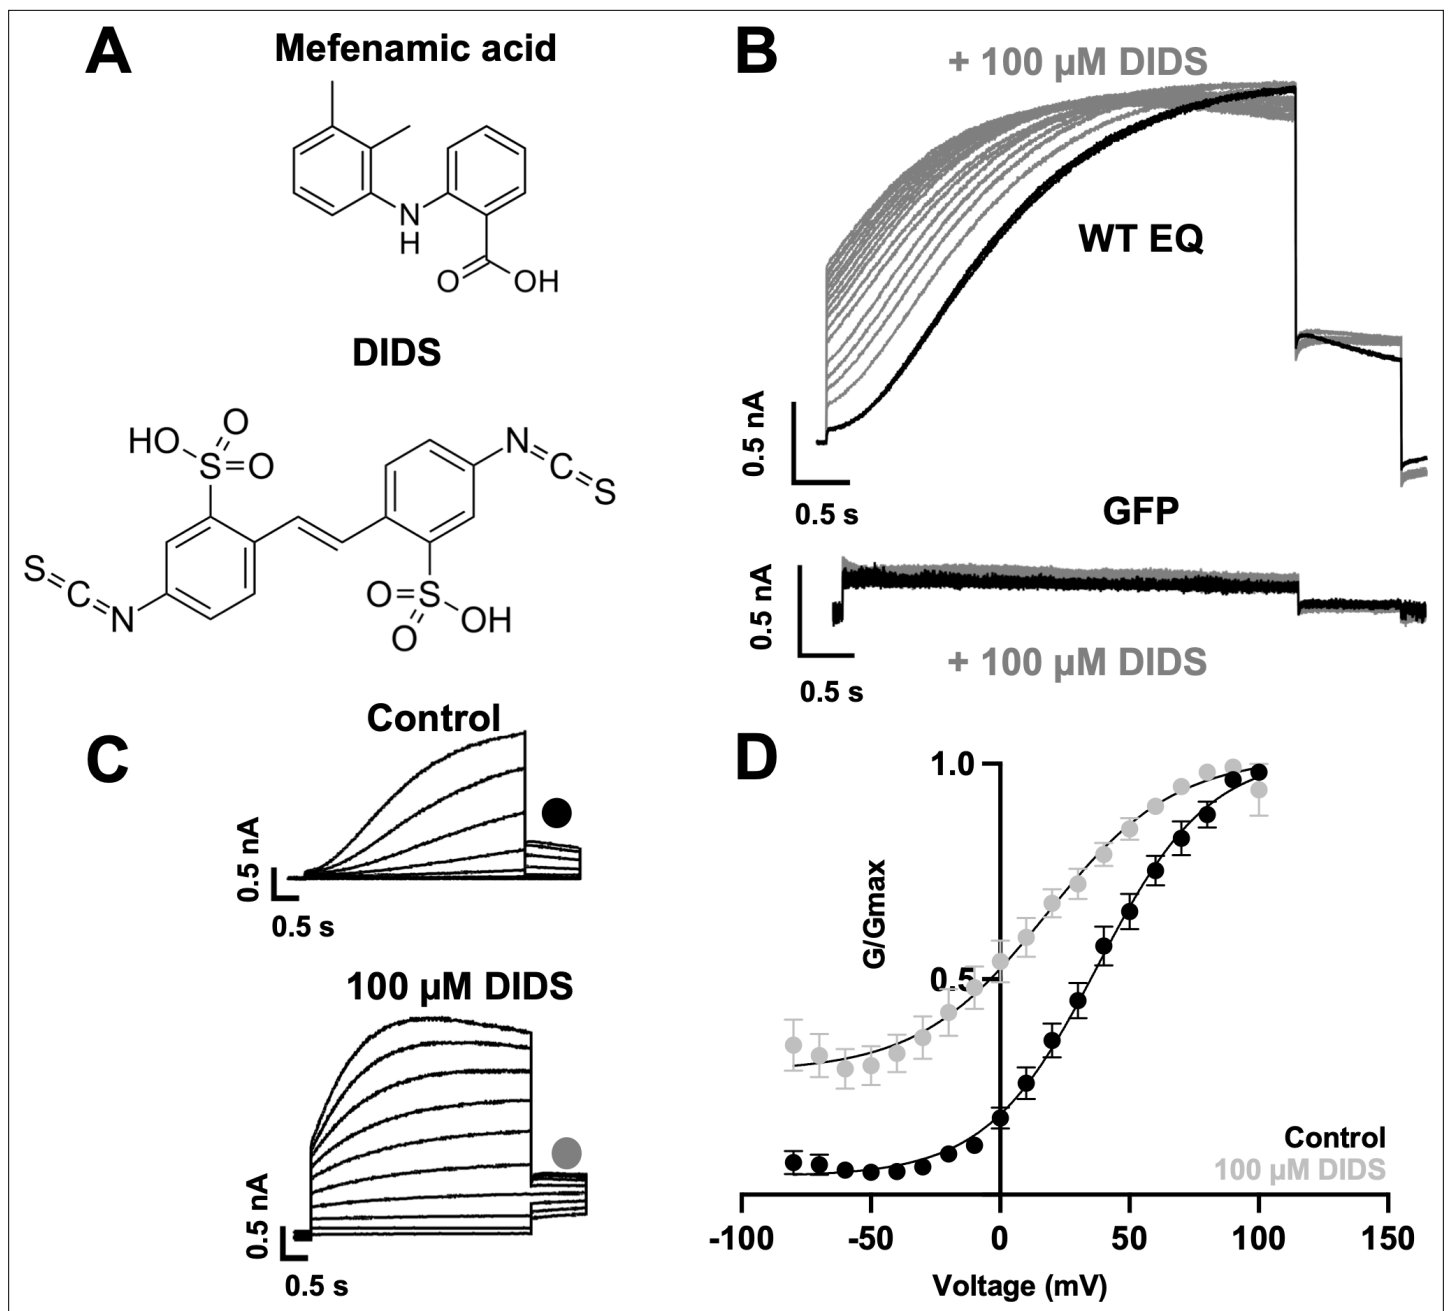 A
Mefenamic acid
N
H
O
OH
DIDS
HO
O
S
O
N
C
S
S
C
N
O
S
OH
O
B
+ 100 µM DIDS
WT EQ
0.5 nA
0.5 s
GFP
0.5 nA
+ 100 µM DIDS
0.5 s
C
Control
0.5 nA
0.5 s
100 µM DIDS
0.5 nA
0.5 s
D
1.0
G/Gmax
0.5
Control
100 µM DIDS
-100 -50 0 50 100 150
Voltage (mV)